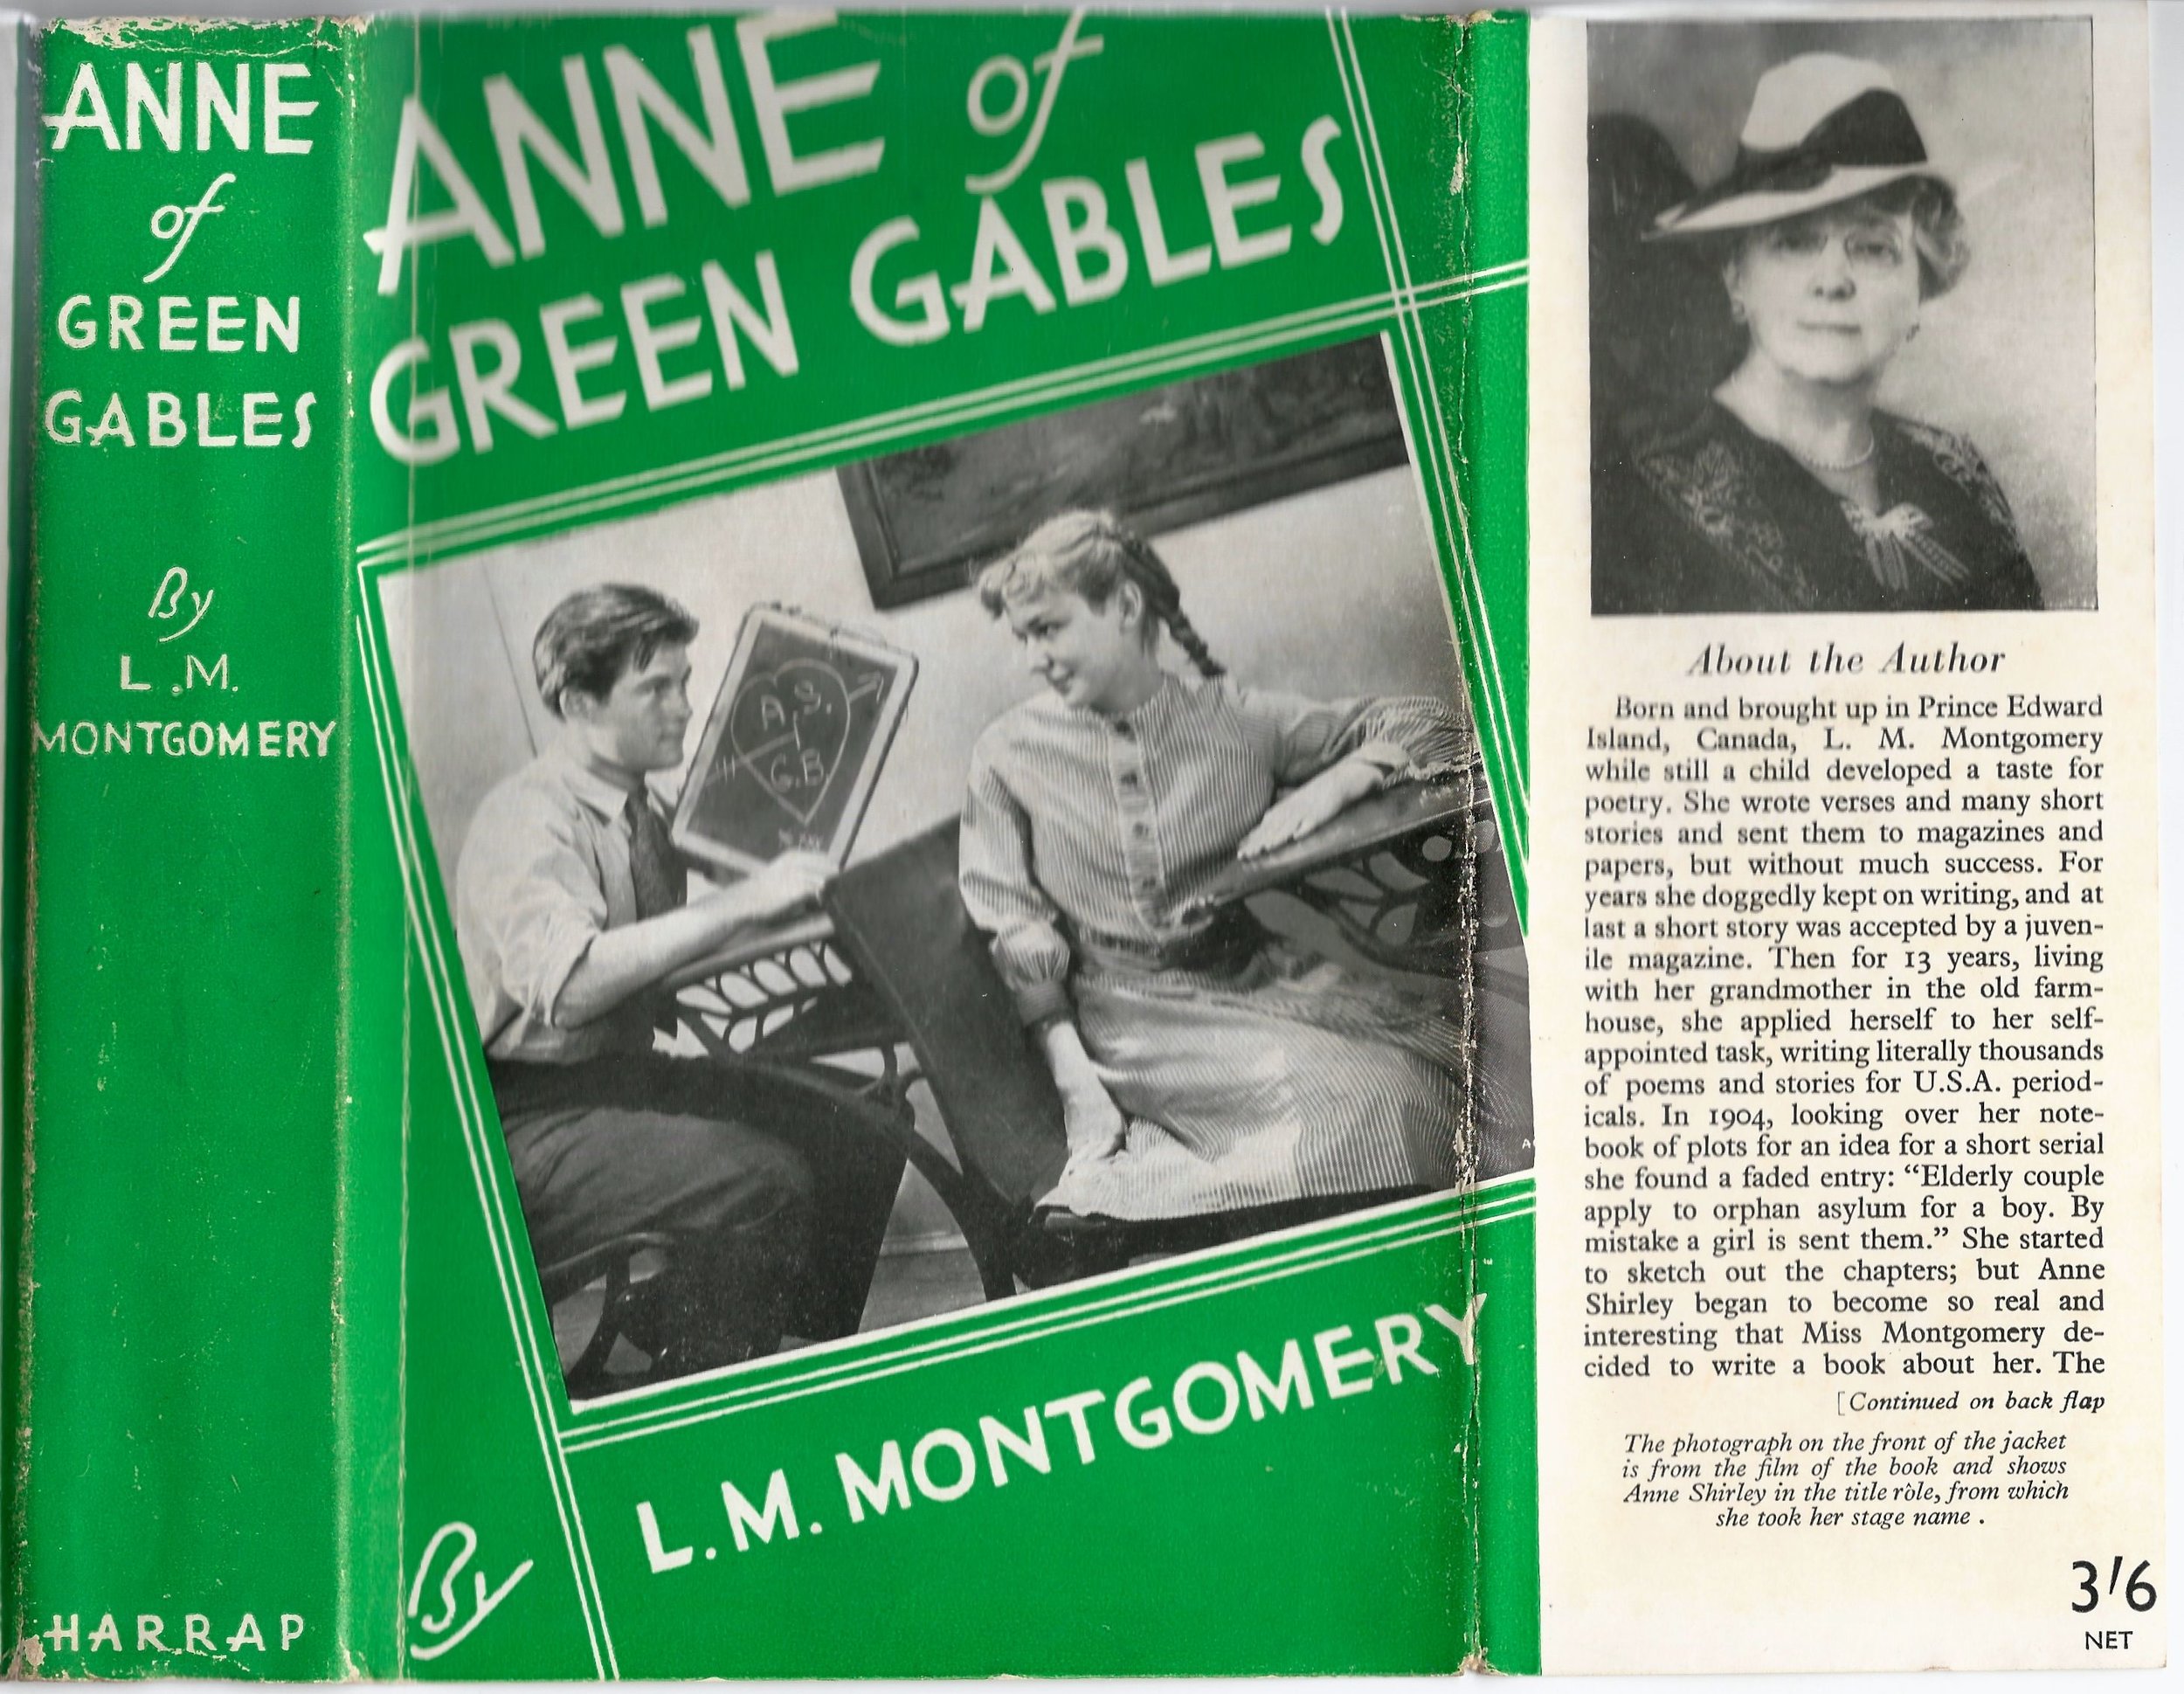 ANNE
of
GREEN
GABLES
By
L.M.
MONTGOMERY
HARRAP
ANNE of
GREEN GABLES
A.S.
G.B.
By
L.M. MONTGOMERY
About the Author
Born and brought up in Prince Edward
Island, Canada, L. M. Montgomery
while still a child developed a taste for
poetry. She wrote verses and many short
stories and sent them to magazines and
papers, but without much success. For
years she doggedly kept on writing, and at
last a short story was accepted by a juven-
ile magazine. Then for 13 years, living
with her grandmother in the old farm-
house, she applied herself to her self-
appointed task, writing literally thousands
of poems and stories for U.S.A. period-
icals. In 1904, looking over her note-
book of plots for an idea for a short serial
she found a faded entry: “Elderly couple
apply to orphan asylum for a boy. By
mistake a girl is sent them.” She started
to sketch out the chapters; but Anne
Shirley began to become so real and
interesting that Miss Montgomery de-
cided to write a book about her. The
[Continued on back flap
The photograph on the front of the jacket
is from the film of the book and shows
Anne Shirley in the title rôle, from which
she took her stage name .
3/6
NET